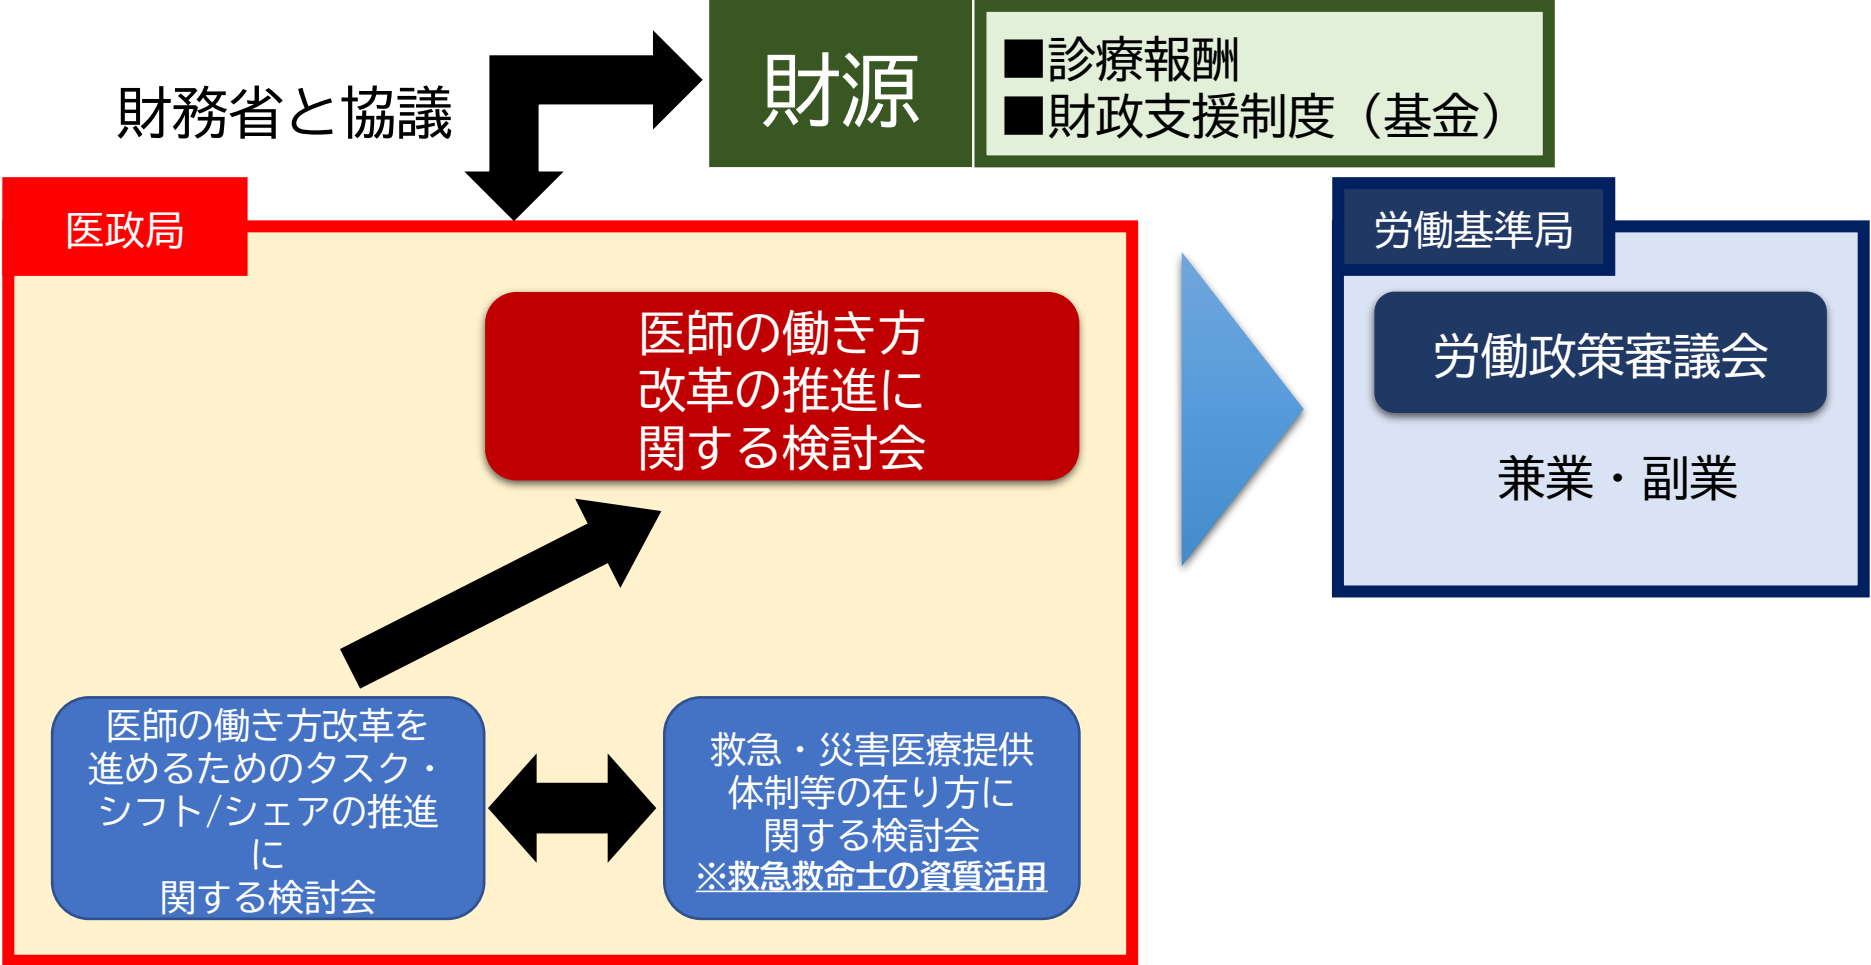 財務省と協議
財源
■診療報酬
■財政支援制度（基金）
医政局
医師の働き方
改革の推進に
関する検討会
医師の働き方改革を
進めるためのタスク・
シフト/シェアの推進
に
関する検討会
救急・災害医療提供
体制等の在り方に
関する検討会
※救急救命士の資質活用
労働基準局
労働政策審議会
兼業・副業